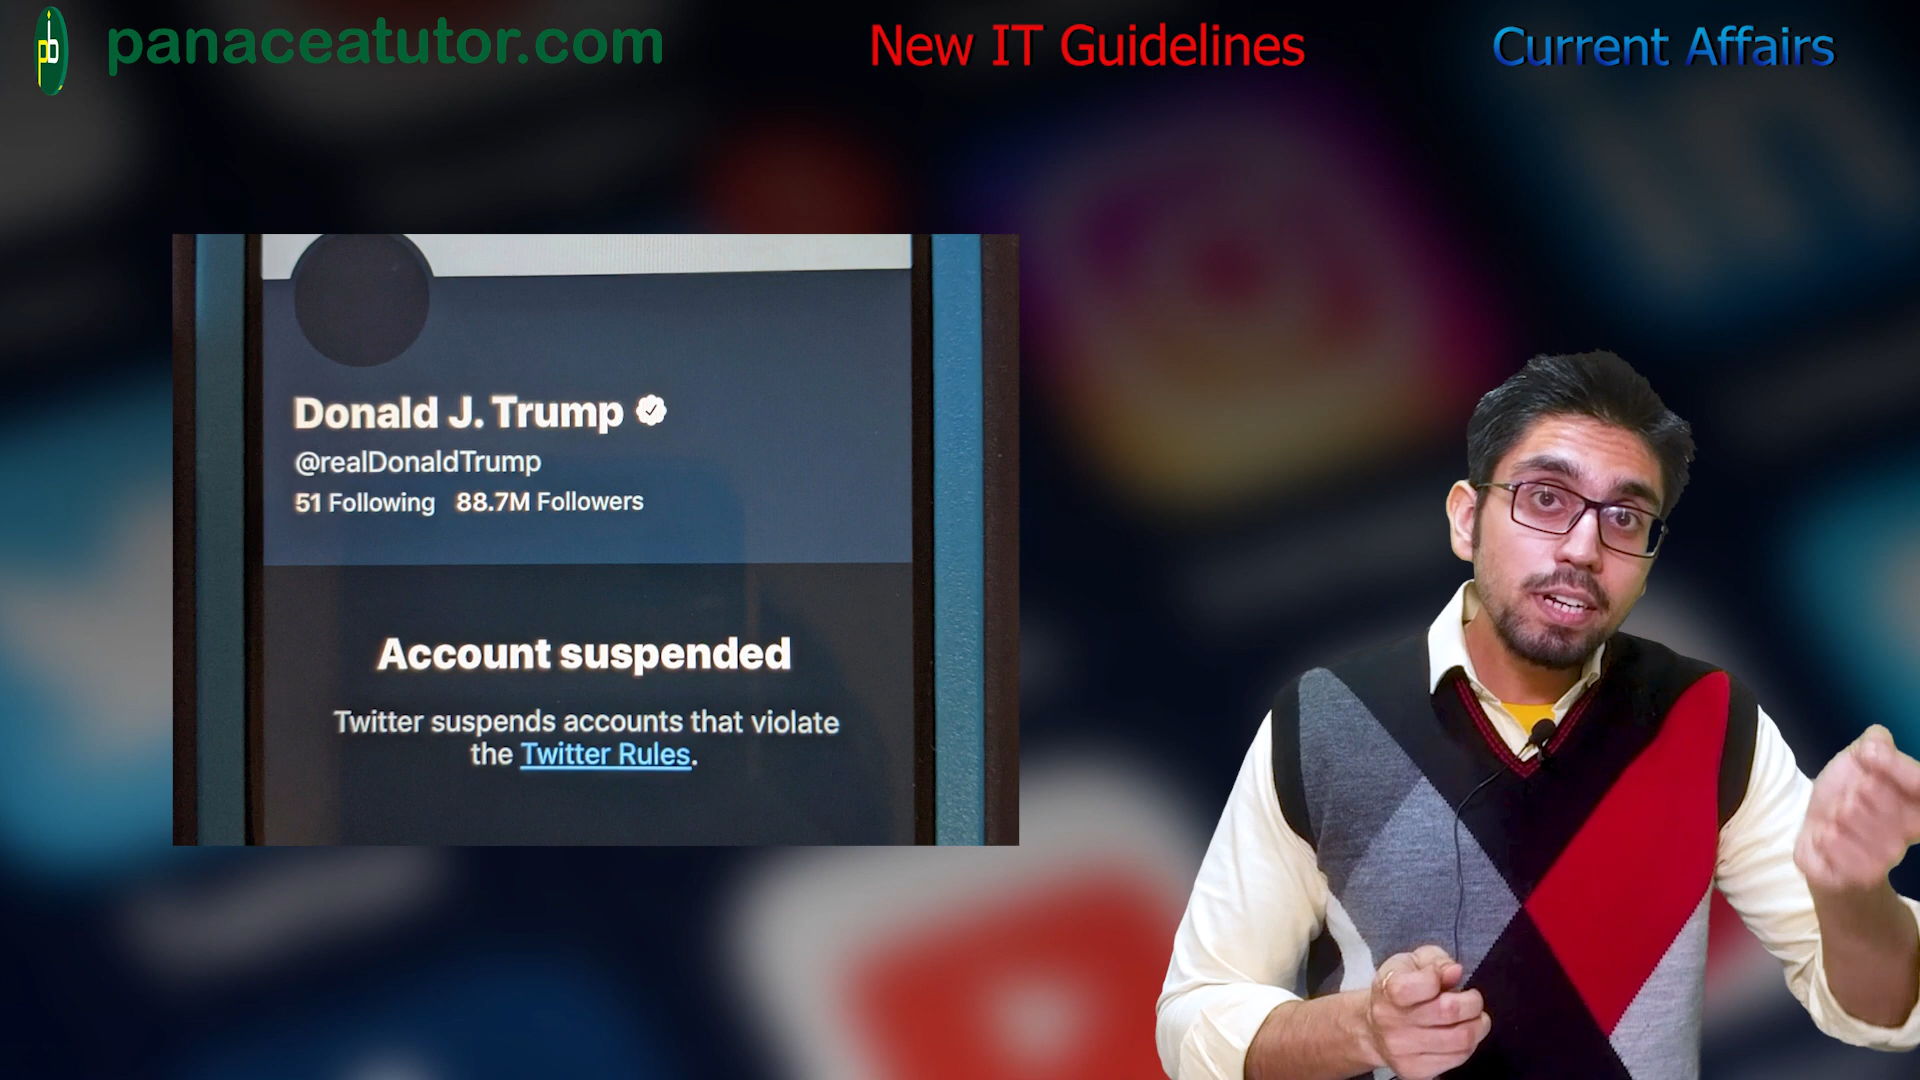 pb
panaceatutor.com
New IT Guidelines
Current Affairs
Donald J. Trump
@realDonaldTrump
51 Following 88.7M Followers
Account suspended
Twitter suspends accounts that violate
the Twitter Rules.